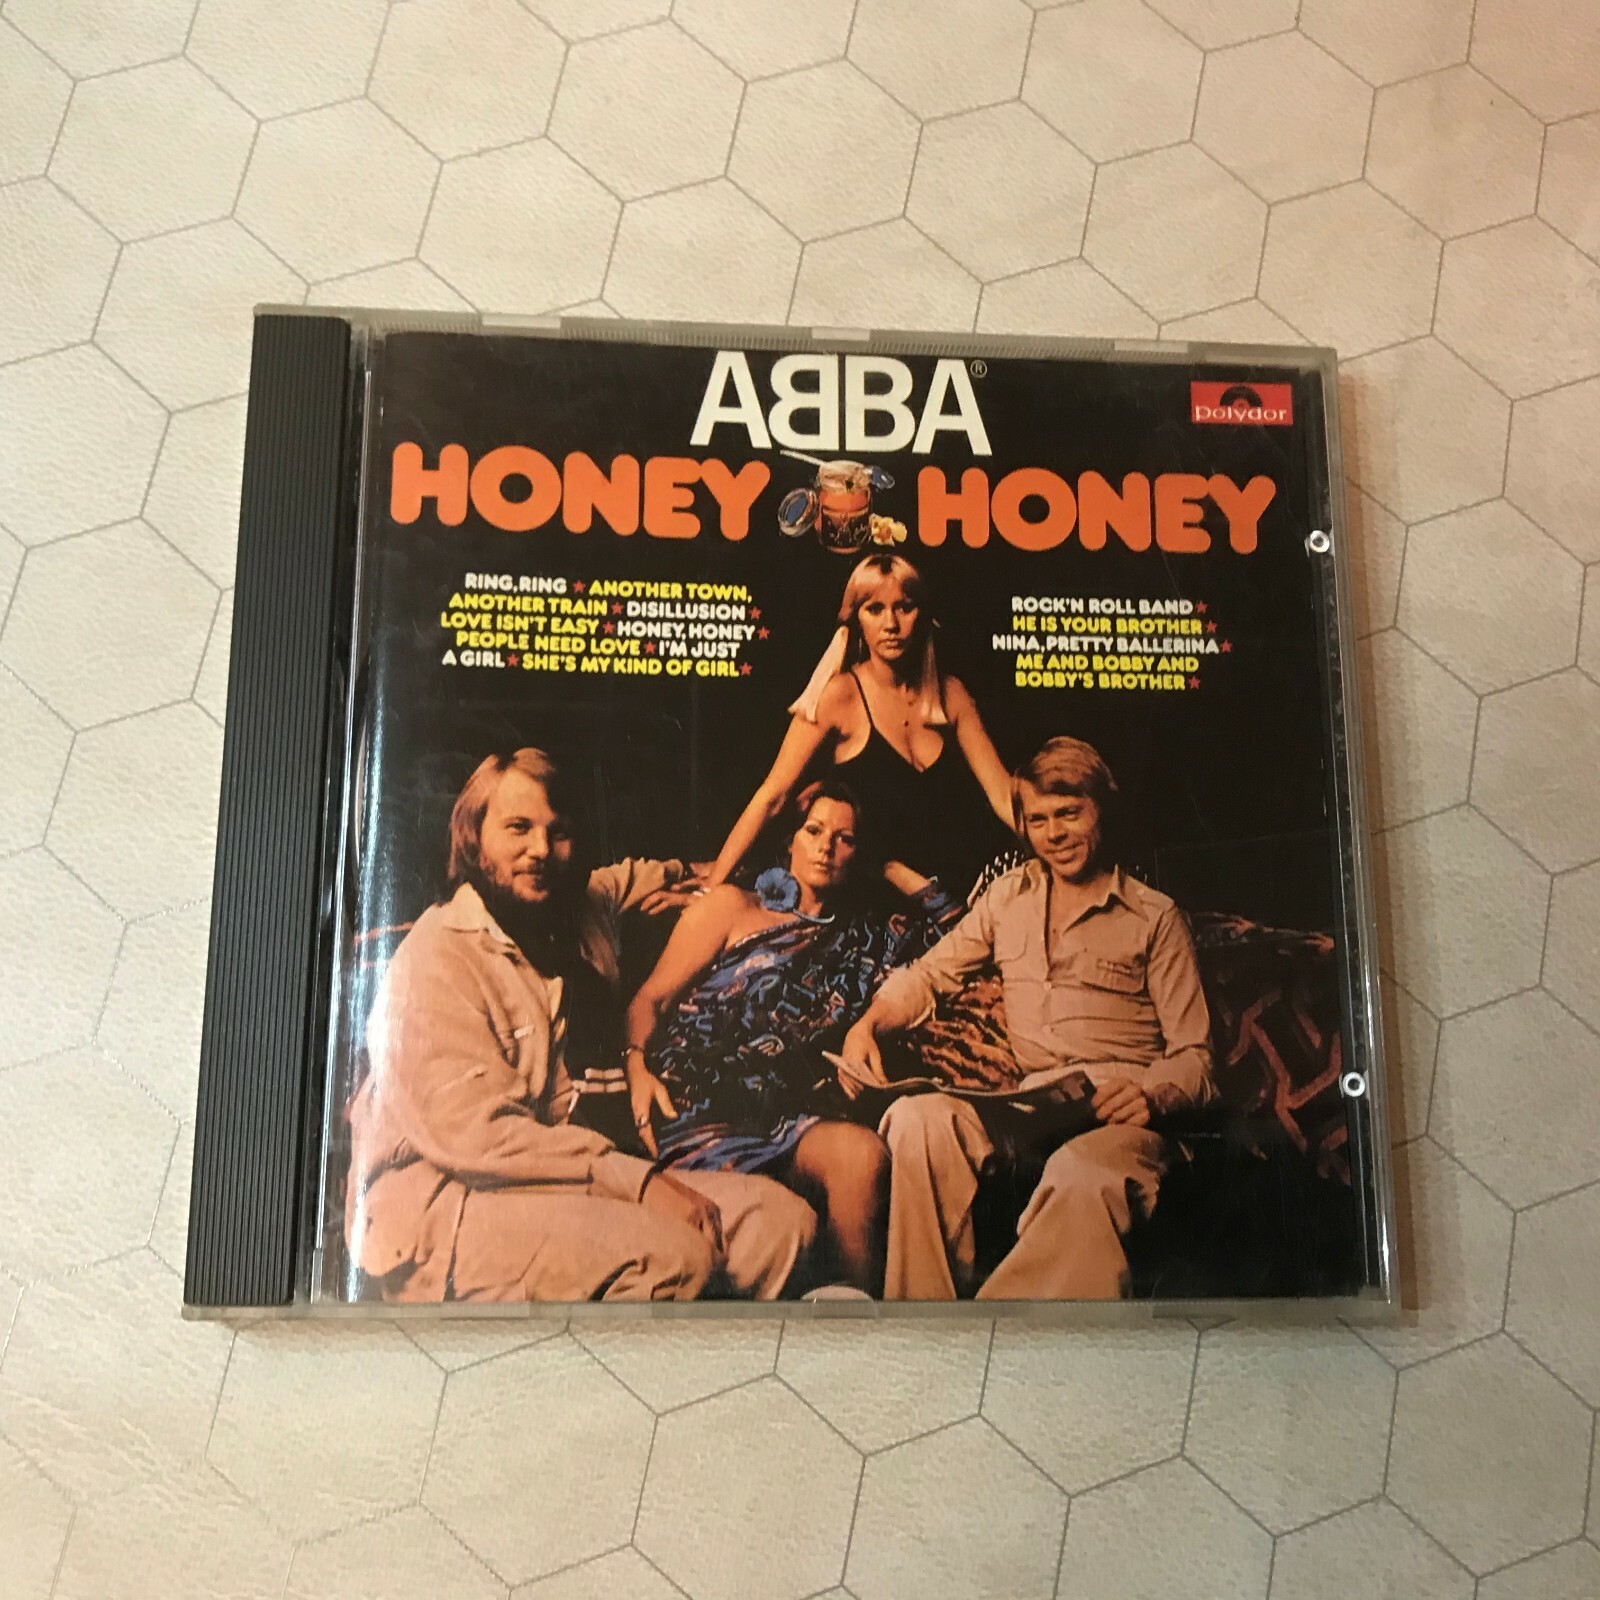 ABBA®
polydor
HONEY HONEY
RING,RING ★ ANOTHER TOWN,
ANOTHER TRAIN ★ DISILLUSION ★
LOVE ISN'T EASY ★ HONEY, HONEY ★
PEOPLE NEED LOVE ★ I'M JUST
A GIRL ★ SHE'S MY KIND OF GIRL ★
ROCK'N ROLL BAND ★
HE IS YOUR BROTHER ★
NINA, PRETTY BALLERINA ★
ME AND BOBBY AND
BOBBY'S BROTHER ★